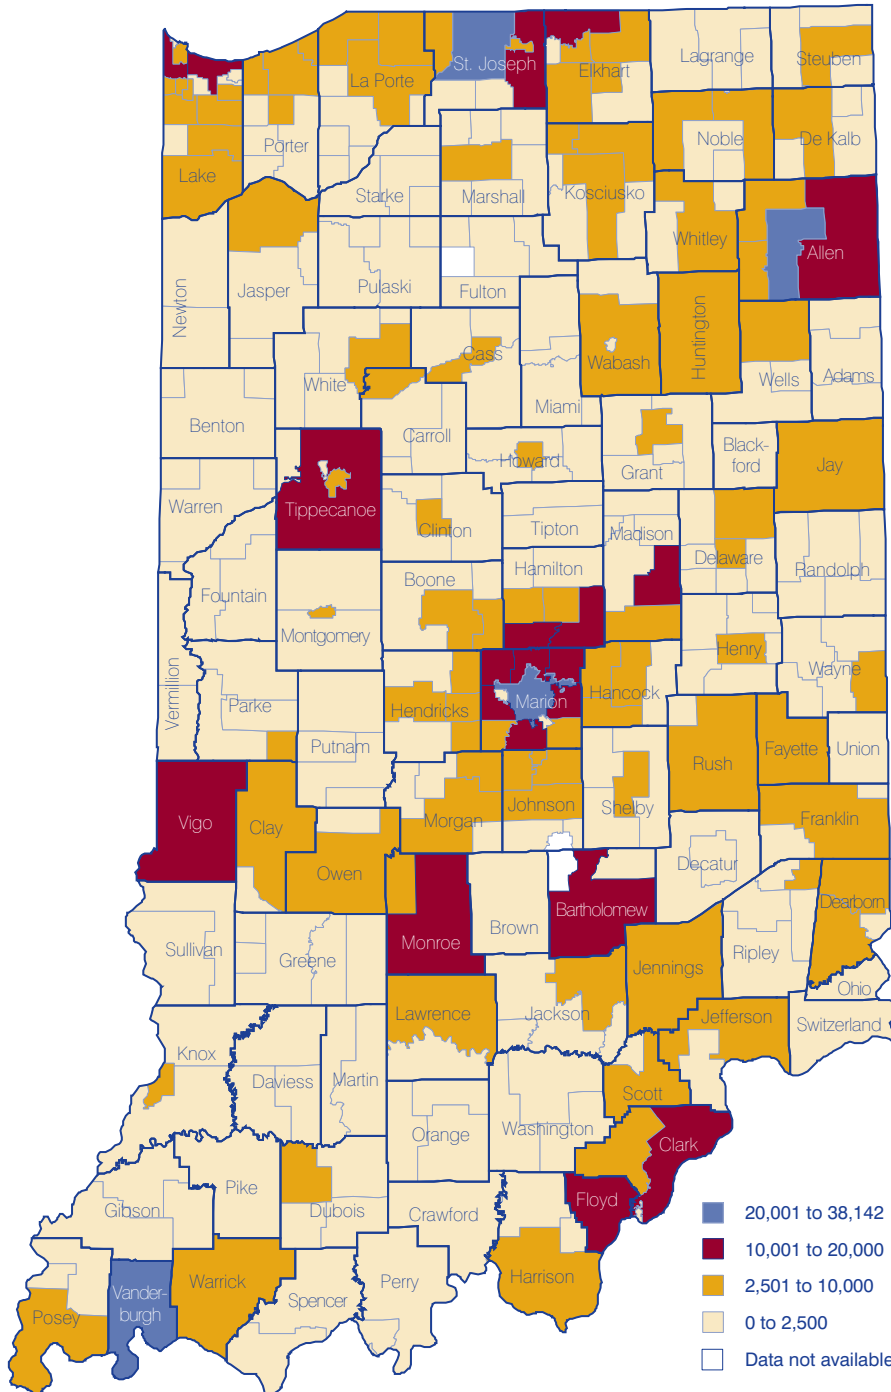 St. Joseph
Lagrange
Steuben
Elkhart
La Porte
Porter
Noble
De Kalb
Lake
Starke
Marshall
Kosciusko
Whitley
Allen
Newton
Jasper
Pulaski
Fulton
Huntington
Cass
Wabash
White
Wells
Adams
Miami
Benton
Carroll
Howard
Grant
Black-
ford
Jay
Warren
Tippecanoe
Clinton
Tipton
Madison
Delaware
Hamilton
Boone
Randolph
Fountain
Montgomery
Henry
Wayne
Vermillion
Parke
Hendricks
Marion
Hancock
Putnam
Rush
Fayette
Union
Vigo
Clay
Morgan
Johnson
Shelby
Franklin
Owen
Decatur
Dearborn
Bartholomew
Sullivan
Greene
Monroe
Brown
Ripley
Jennings
Ohio
Lawrence
Jackson
Jefferson
Switzerland
Knox
Daviess
Martin
Scott
Orange
Washington
Clark
Gibson
Pike
Dubois
Crawford
Floyd
Posey
Vander-
burgh
Warrick
Spencer
Perry
Harrison
20,001 to 38,142
10,001 to 20,000
2,501 to 10,000
0 to 2,500
Data not available